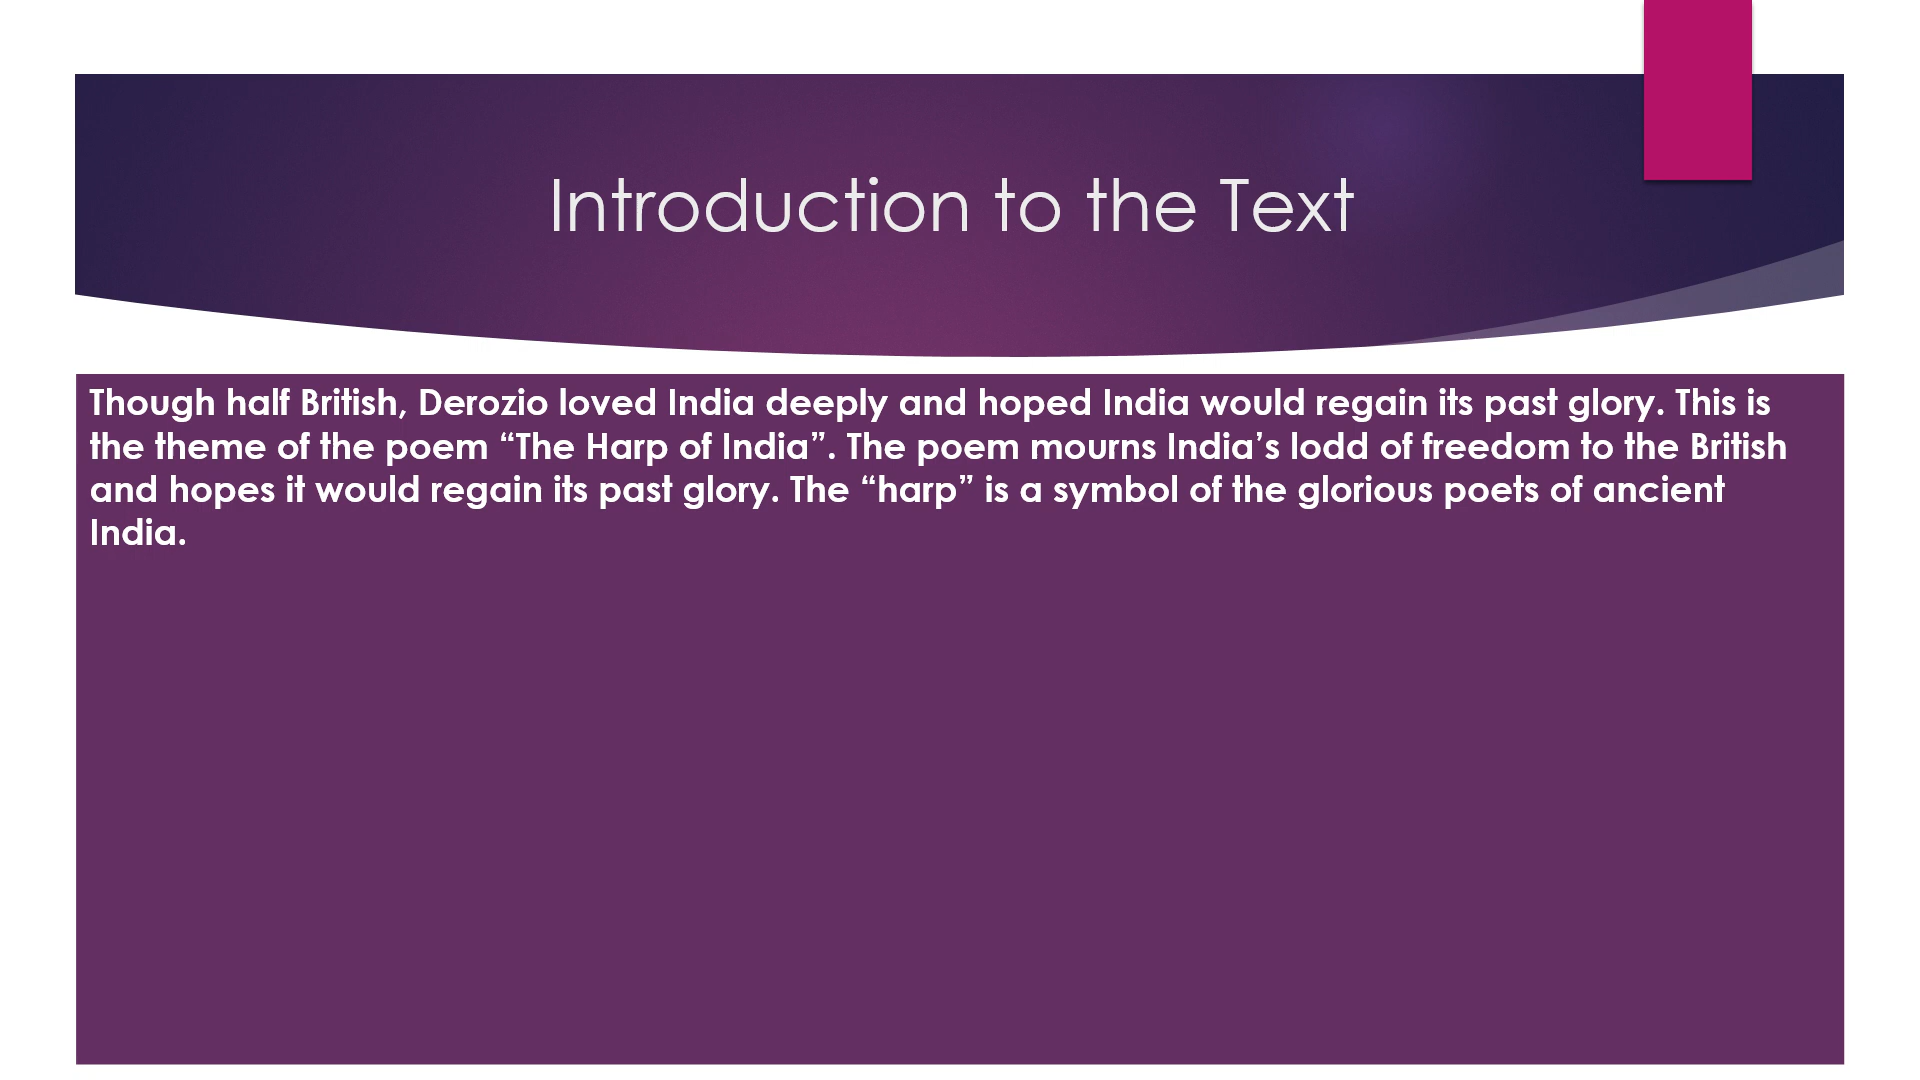 Introduction to the Text
Though half British, Derozio loved India deeply and hoped India would regain its past glory. This is
the theme of the poem “The Harp of India”. The poem mourns India’s lodd of freedom to the British
and hopes it would regain its past glory. The “harp” is a symbol of the glorious poets of ancient
India.